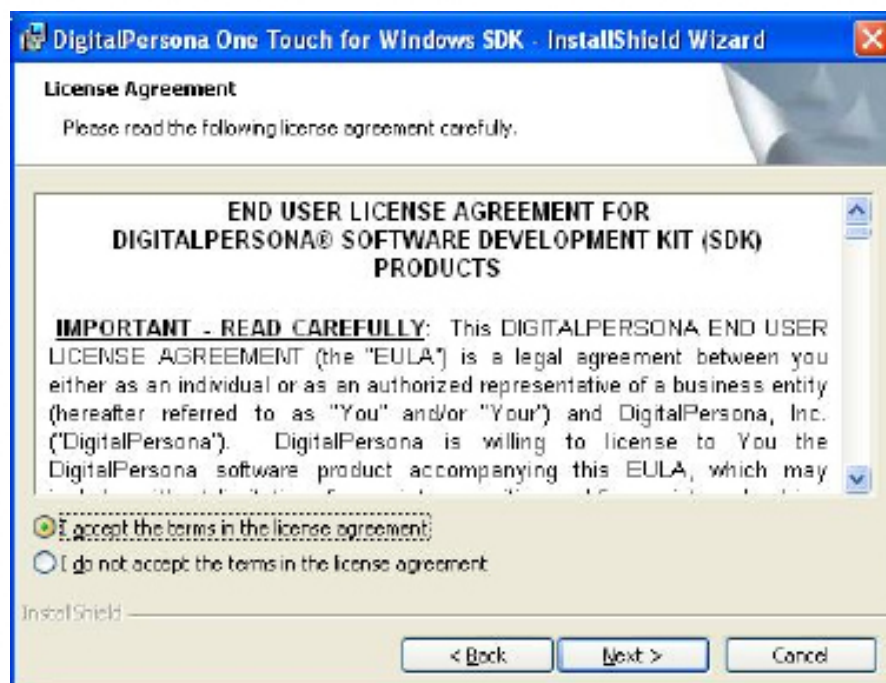 DigitalPersona One Touch for Windows SDK - InstallShield Wizard
License Agreement
Please read the following license agreement carefully.
END USER LICENSE AGREEMENT FOR
DIGITALPERSONA® SOFTWARE DEVELOPMENT KIT (SDK)
PRODUCTS
IMPORTANT - READ CAREFULLY: This DIGITALPERSONA END USER
LICENSE AGREEMENT (the "EULA") is a legal agreement between you
either as an individual or as an authorized representative of a business entity
(hereafter referred to as "You" and/or "Your") and DigitalPersona, Inc.
("DigitalPersona"). DigitalPersona is willing to license to You the
DigitalPersona software product accompanying this EULA, which may
I accept the terms in the license agreement
I do not accept the terms in the license agreement
InstallShield
< Back
Next >
Cancel